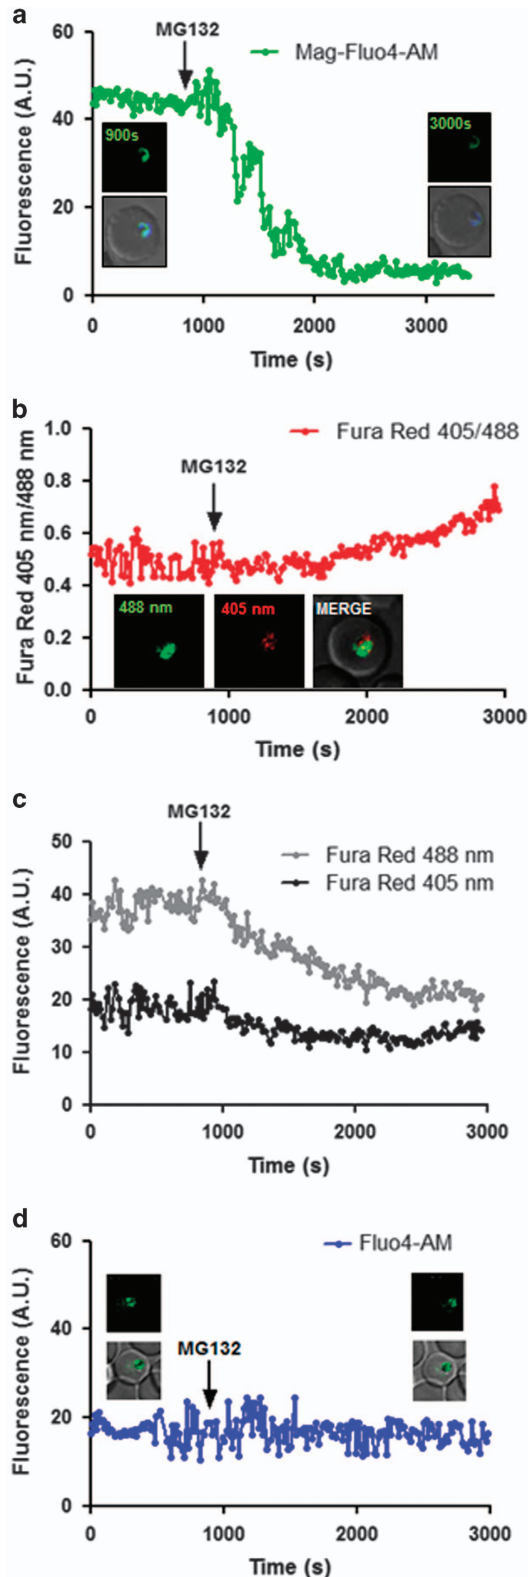 a
60
40
20
0
Fluorescence (A.U.)
MG132
Mag-Fluo4-AM
900s
3000s
0 1000 2000 3000
Time (s)
b
1.0
0.8
0.6
0.4
0.2
0.0
Fura Red 405 nm/488 nm
Fura Red 405/488
MG132
488 nm 405 nm MERGE
0 1000 2000 3000
Time (s)
c
50
40
30
20
10
0
Fluorescence (A.U.)
MG132
Fura Red 488 nm
Fura Red 405 nm
0 1000 2000 3000
Time (s)
d
60
40
20
0
Fluorescence (A.U.)
Fluo4-AM
MG132
0 1000 2000 3000
Time (s)